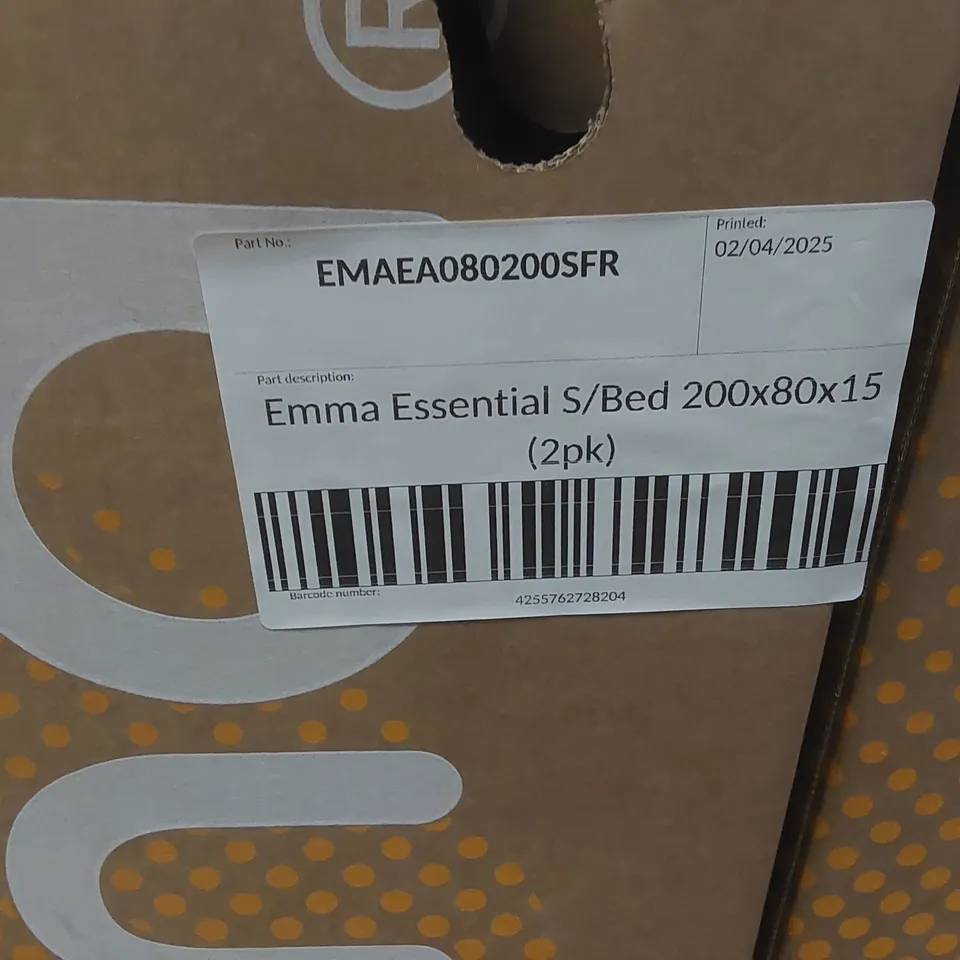 ®
Part No.:
EMAEA080200SFR
Printed:
02/04/2025
Part description:
Emma Essential S/Bed 200x80x15
(2pk)
Barcode number:
4255762728204